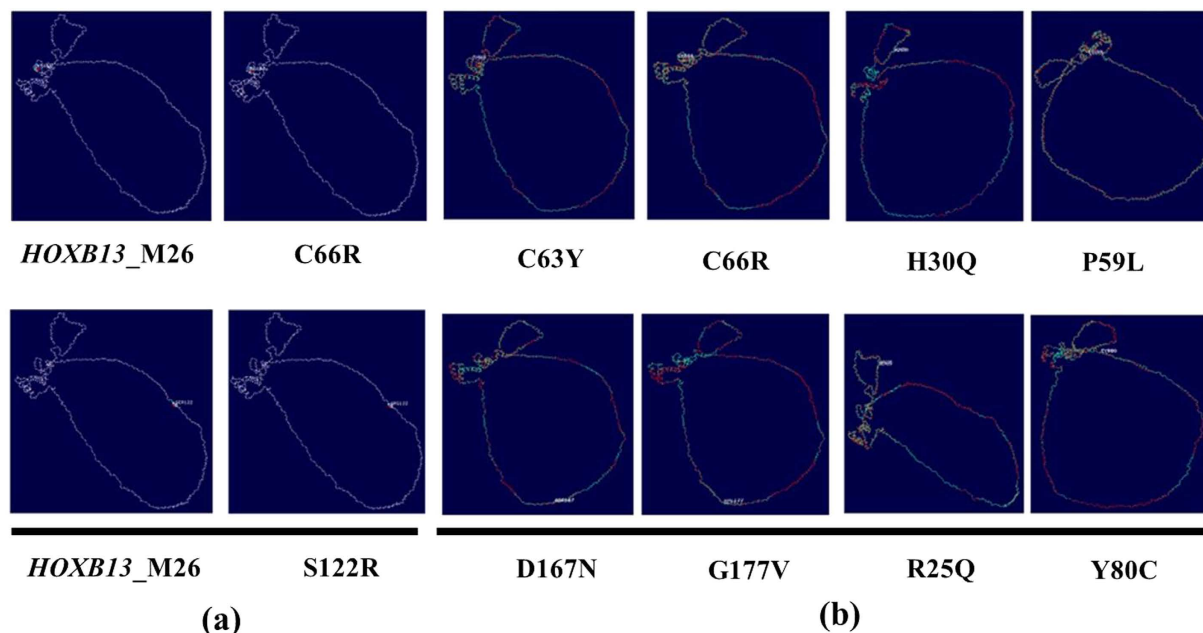 HOXB13_M26 C66R C63Y C66R H30Q P59L
HOXB13_M26 S122R D167N G177V R25Q Y80C
(a) (b)